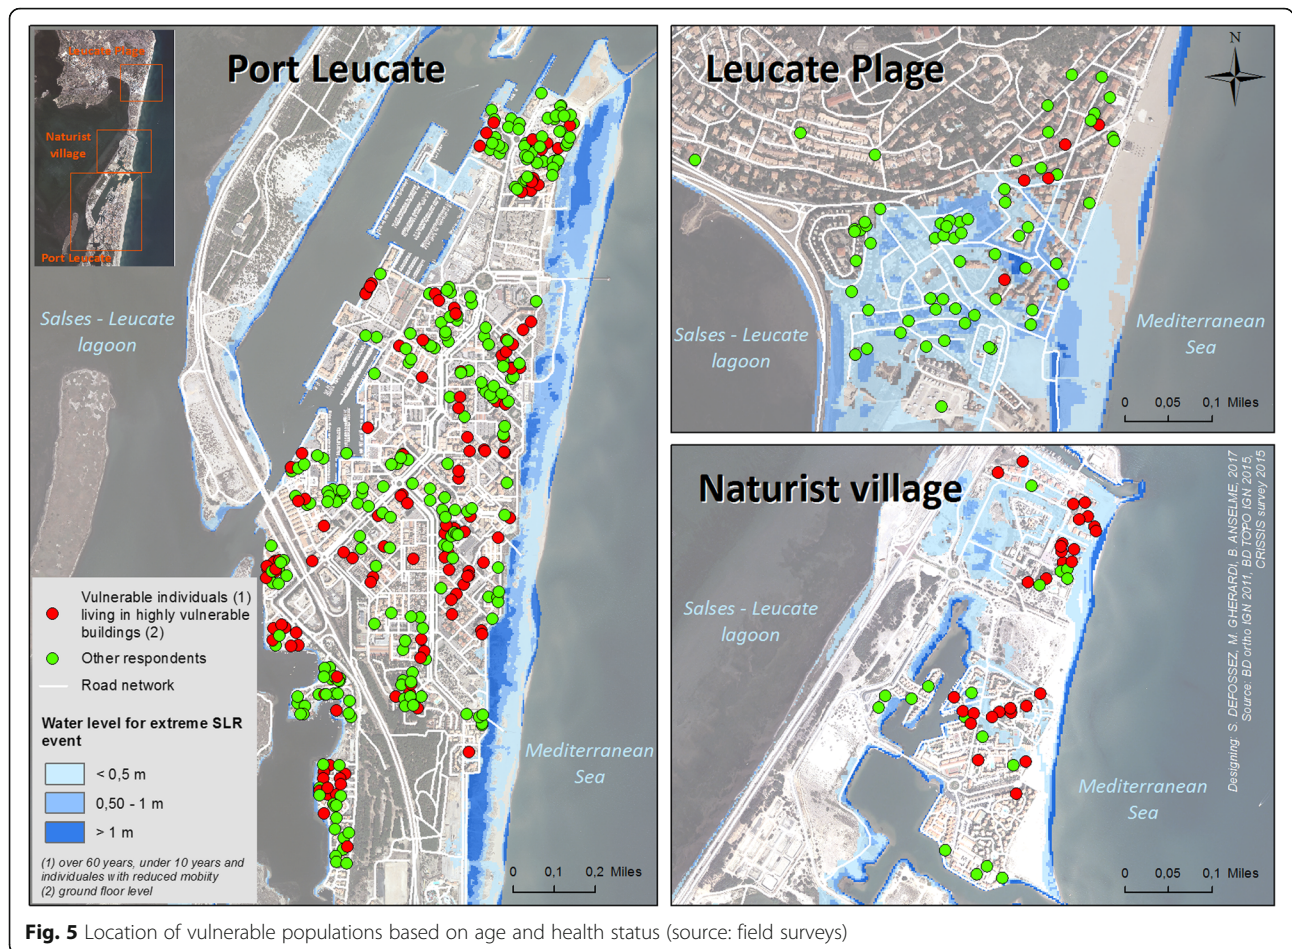 Port Leucate
Leucate Plage
Naturist
village
Port Leucate
Salses - Leucate
lagoon
Mediterranean
Sea
Vulnerable individuals (1)
living in highly vulnerable
buildings (2)
Other respondents
Road network
Water level for extreme SLR
event
< 0,5 m
0,50 - 1 m
> 1 m
(1) over 60 years, under 10 years and
individuales with reduced mobiity
(2) ground floor level
0 0,1 0,2 Miles
Leucate Plage
N
Salses - Leucate
lagoon
Mediterranean
Sea
0 0,05 0,1 Miles
Naturist village
Salses - Leucate
lagoon
Mediterranean
Sea
0 0,05 0,1 Miles
Designing: S. DEFOSSEZ, M. GHERARDI, B. ANSELME, 2017
Source: BD ortho IGN 2011, BD TOPO IGN 2015,
CRISSIS survey 2015
Fig. 5 Location of vulnerable populations based on age and health status (source: field surveys)